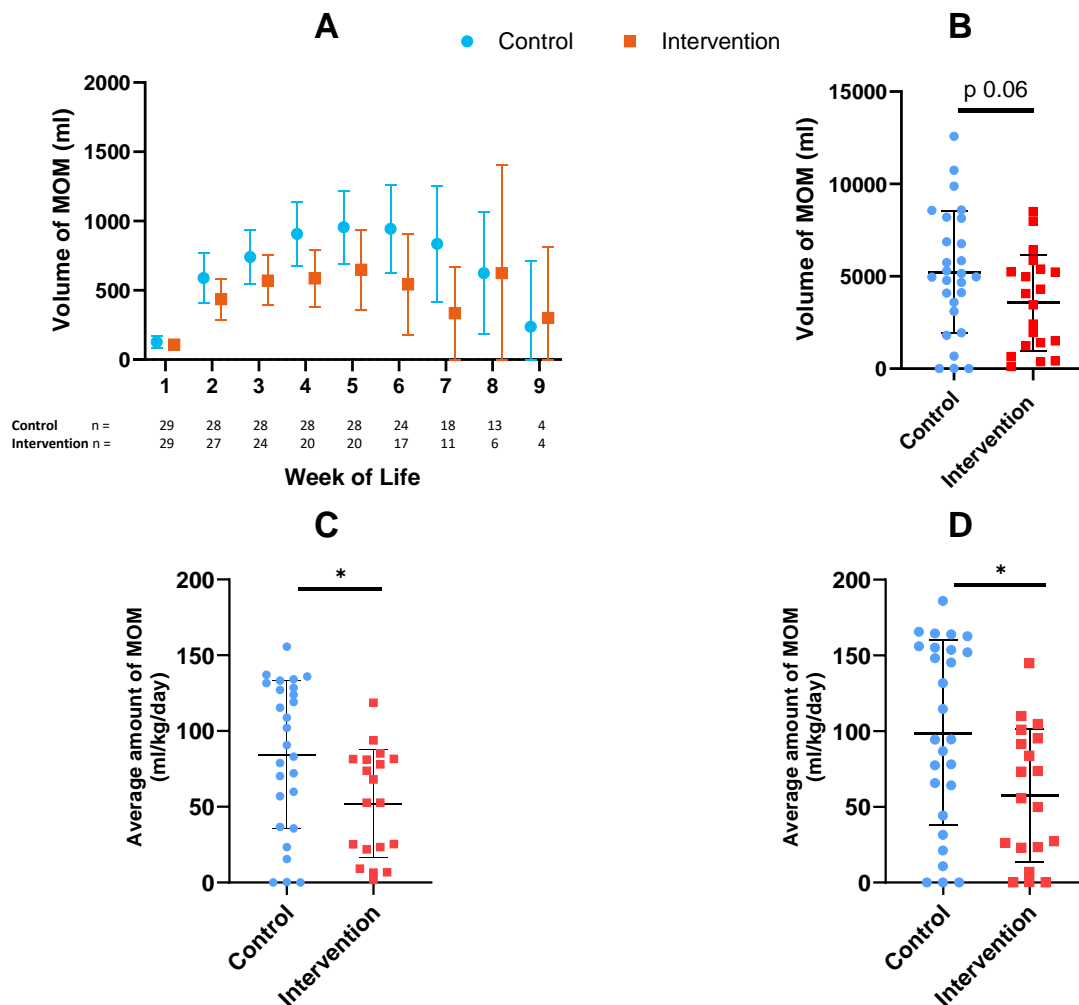 A
Control
Intervention
Volume of MOM (ml)
2000
1500
1000
500
0
1 2 3 4 5 6 7 8 9
Control n = 29 28 28 28 28 24 18 13 4
Intervention n = 29 27 24 20 20 17 11 6 4
Week of Life
B
p 0.06
Volume of MOM (ml)
15000
10000
5000
0
Control
Intervention
C
*
Average amount of MOM
(ml/kg/day)
200
150
100
50
0
Control
Intervention
D
*
Average amount of MOM
(ml/kg/day)
200
150
100
50
0
Control
Intervention